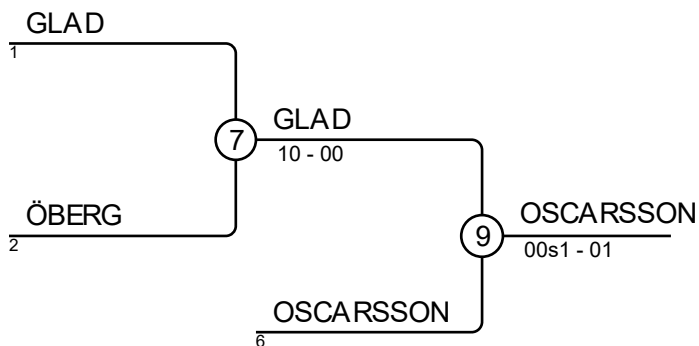 GLAD
1
7
GLAD
10 - 00
ÖBERG
2
9
OSCARSSON
00s1 - 01
OSCARSSON
6